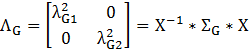 Λ_G = [λ²_G1 0; 0 λ²_G2] = X⁻¹ * Σ_G * X